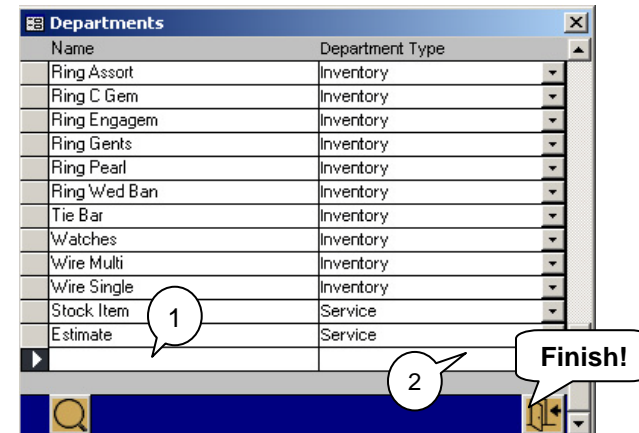 Departments
Name Department Type
Ring Assort Inventory
Ring C Gem Inventory
Ring Engagem Inventory
Ring Gents Inventory
Ring Pearl Inventory
Ring Wed Ban Inventory
Tie Bar Inventory
Watches Inventory
Wire Multi Inventory
Wire Single Inventory
Stock Item Service
1
Estimate Service
Finish!
2